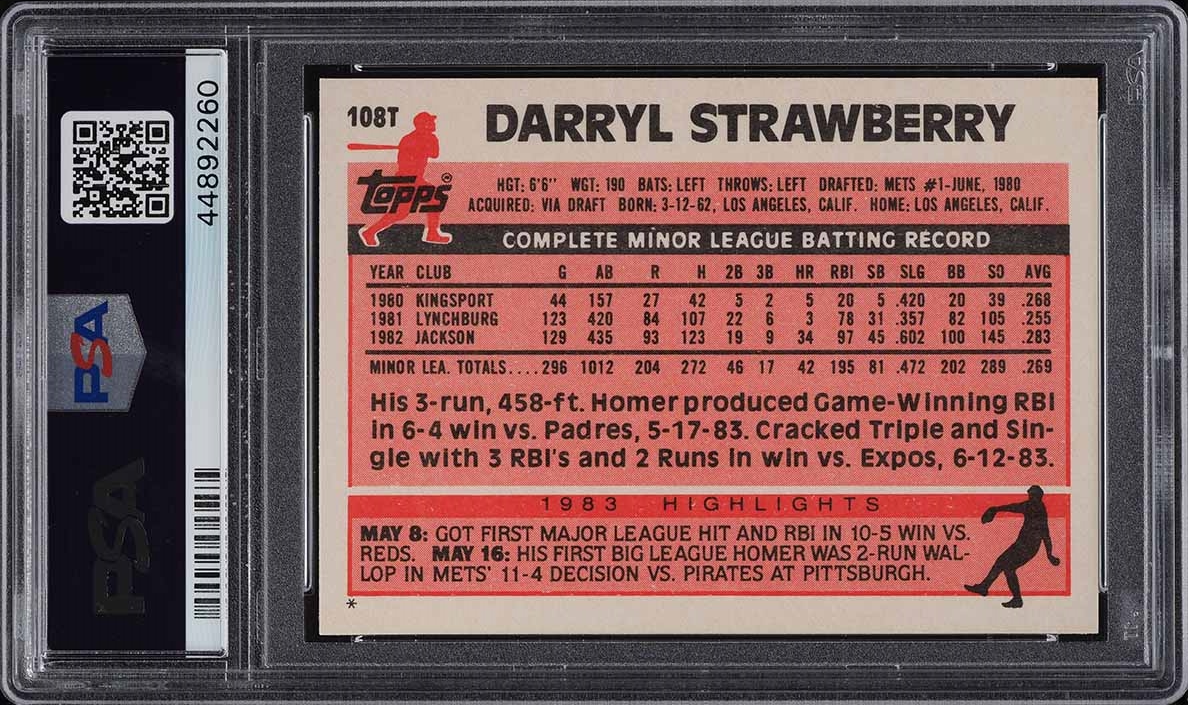 44892260
PSA
PSA
108T DARRYL STRAWBERRY
Topps®
HGT: 6'6" WGT: 190 BATS: LEFT THROWS: LEFT DRAFTED: METS #1-JUNE, 1980
ACQUIRED: VIA DRAFT BORN: 3-12-62, LOS ANGELES, CALIF. HOME: LOS ANGELES, CALIF.
COMPLETE MINOR LEAGUE BATTING RECORD
YEAR CLUB G AB R H 2B 3B HR RBI SB SLG BB SO AVG
1980 KINGSPORT 44 157 27 42 5 2 5 20 5 .420 20 39 .268
1981 LYNCHBURG 123 420 84 107 22 6 3 78 31 .357 82 105 .255
1982 JACKSON 129 435 93 123 19 9 34 97 45 .602 100 145 .283
MINOR LEA. TOTALS.... 296 1012 204 272 46 17 42 195 81 .472 202 289 .269
His 3-run, 458-ft. Homer produced Game-Winning RBI
in 6-4 win vs. Padres, 5-17-83. Cracked Triple and Sin-
gle with 3 RBI's and 2 Runs in win vs. Expos, 6-12-83.
1983 HIGHLIGHTS
MAY 8: GOT FIRST MAJOR LEAGUE HIT AND RBI IN 10-5 WIN VS.
REDS. MAY 16: HIS FIRST BIG LEAGUE HOMER WAS 2-RUN WAL-
LOP IN METS' 11-4 DECISION VS. PIRATES AT PITTSBURGH.
*
PSA